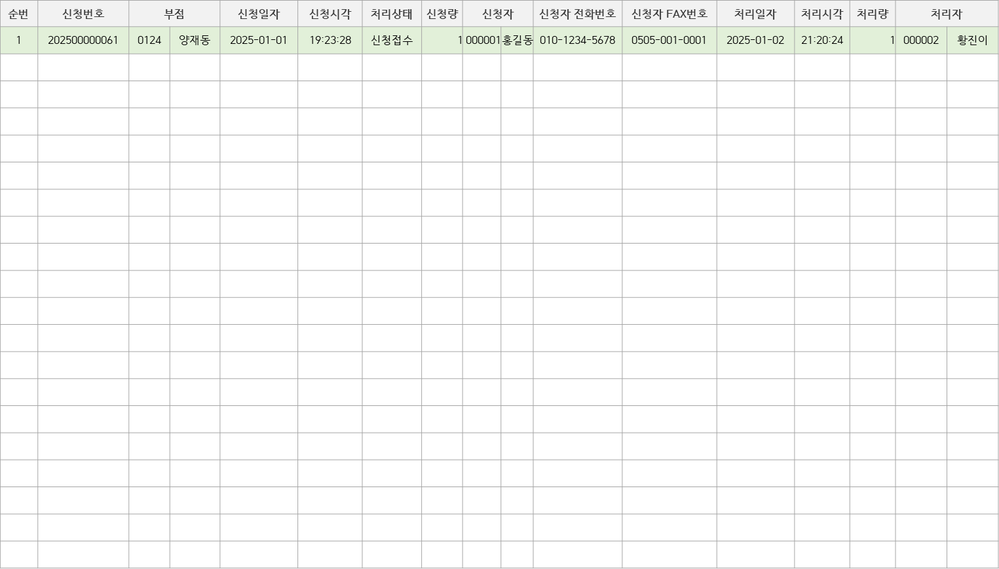 순번 신청번호 부점 신청일자 신청시각 처리상태 신청량 신청자 신청자 전화번호 신청자 FAX번호 처리일자 처리시각 처리량 처리자
1 202500000061 0124 양재동 2025-01-01 19:23:28 신청접수 1 000001 홍길동 010-1234-5678 0505-001-0001 2025-01-02 21:20:24 1 000002 황진이